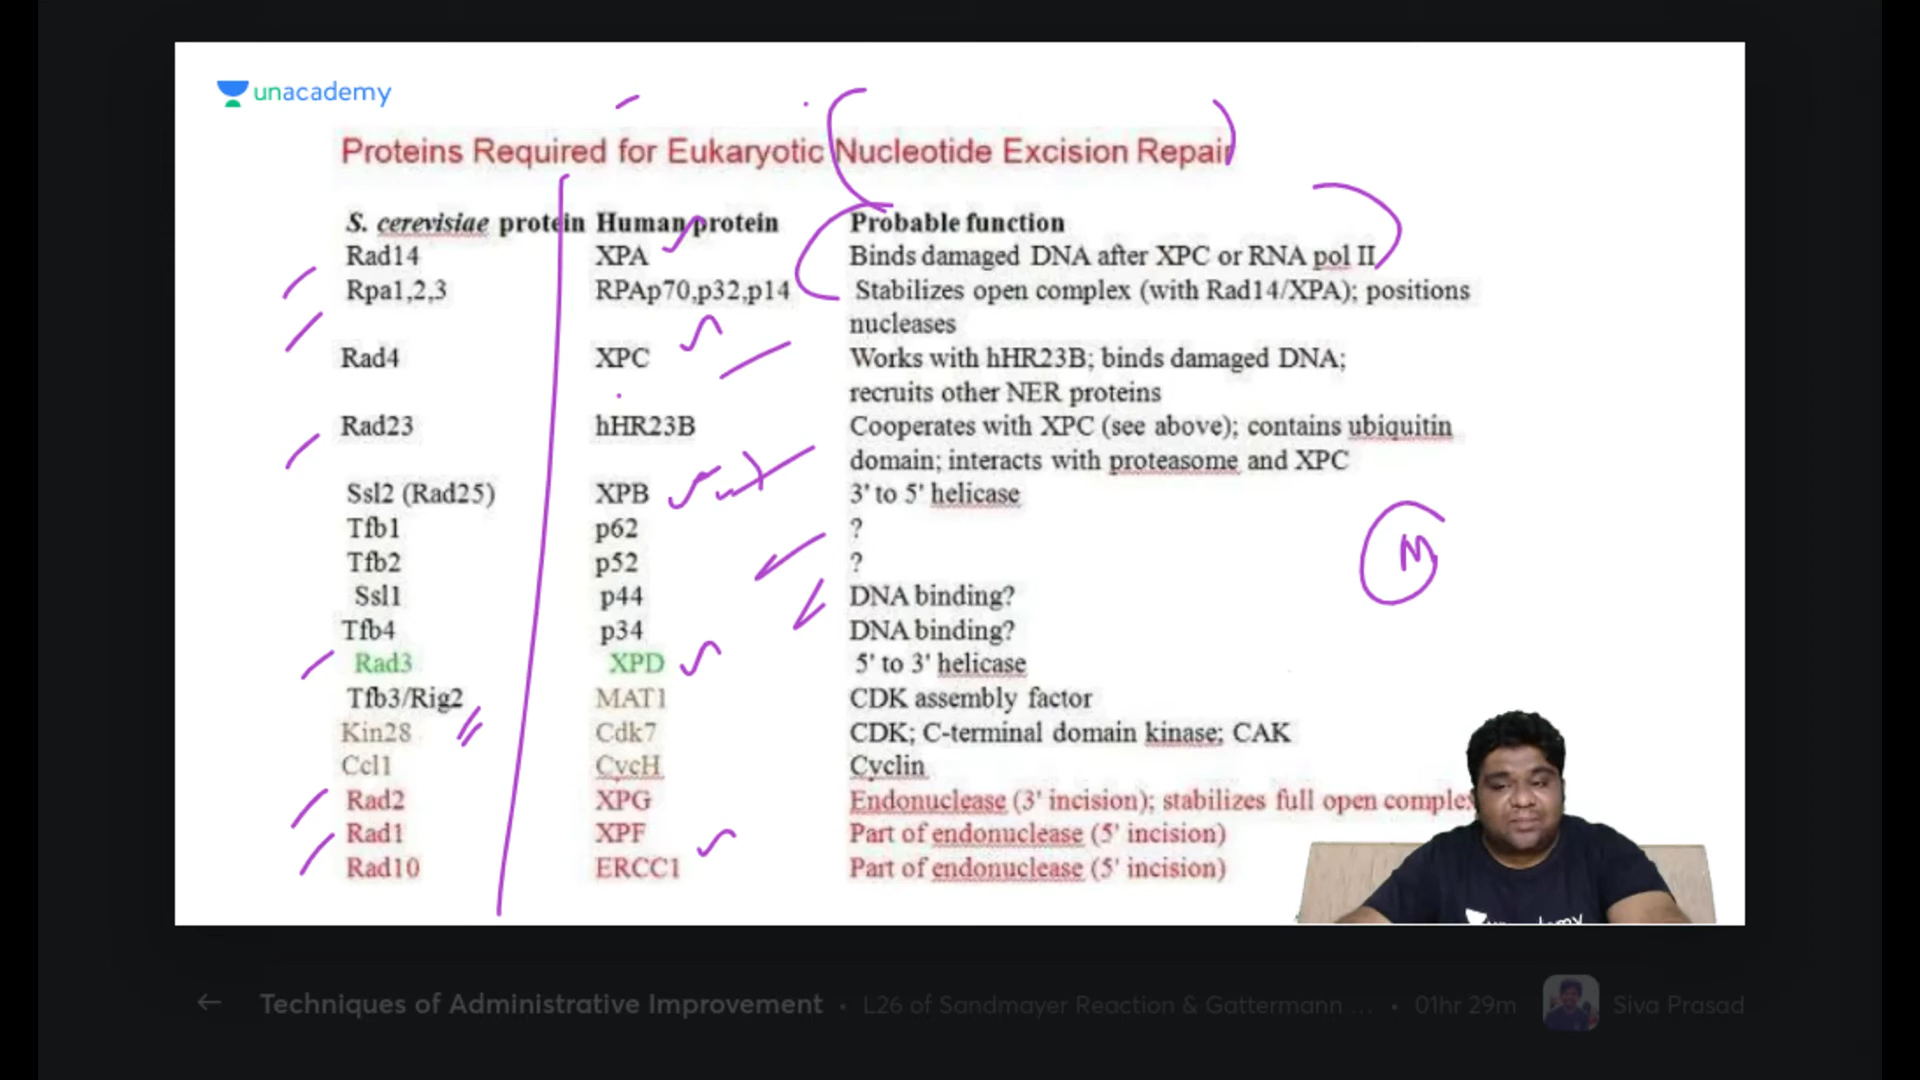 unacademy
Proteins Required for Eukaryotic Nucleotide Excision Repair
S. cerevisiae protein Human protein Probable function
Rad14 XPA Binds damaged DNA after XPC or RNA pol II
Rpa1,2,3 RPAp70,p32,p14 Stabilizes open complex (with Rad14/XPA); positions
nucleases
Rad4 XPC Works with hHR23B; binds damaged DNA;
recruits other NER proteins
Rad23 hHR23B Cooperates with XPC (see above); contains ubiquitin
domain; interacts with proteasome and XPC
Ssl2 (Rad25) XPB 3' to 5' helicase
Tfb1 p62 ?
Tfb2 p52 ?
M
Ssl1 p44 DNA binding?
Tfb4 p34 DNA binding?
Rad3 XPD 5' to 3' helicase
Tfb3/Rig2 MAT1 CDK assembly factor
Kin28 Cdk7 CDK; C-terminal domain kinase; CAK
Ccl1 CycH Cyclin
Rad2 XPG Endonuclease (3' incision); stabilizes full open complex
Rad1 XPF Part of endonuclease (5' incision)
Rad10 ERCC1 Part of endonuclease (5' incision)
← Techniques of Administrative Improvement • L26 of Sandmayer Reaction & Gattermann ... • 01hr 29m Siva Prasad